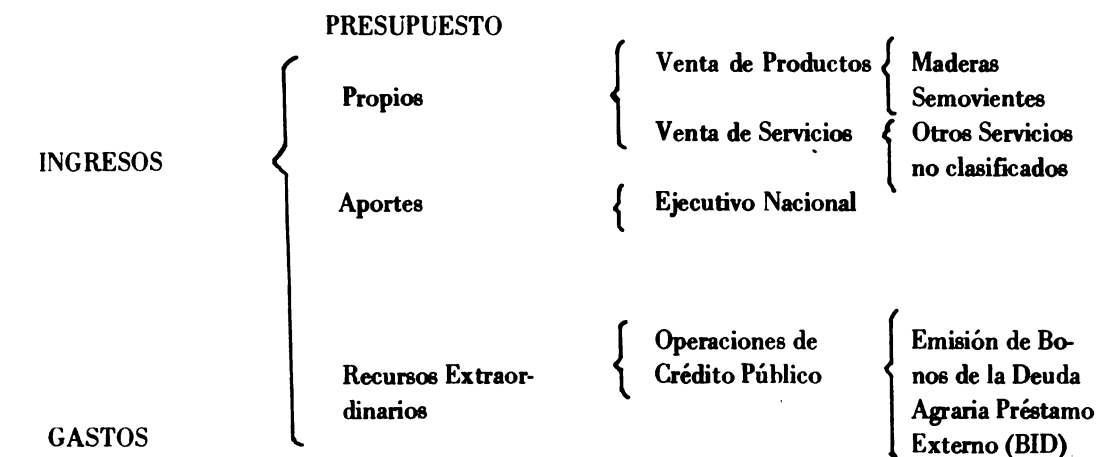 PRESUPUESTO
INGRESOS
Propios
Venta de Productos
Maderas
Semovientes
Venta de Servicios
Otros Servicios
no clasificados
Aportes
Ejecutivo Nacional
Recursos Extraor-
dinarios
Operaciones de
Crédito Público
Emisión de Bo-
nos de la Deuda
Agraria Préstamo
Externo (BID)
GASTOS